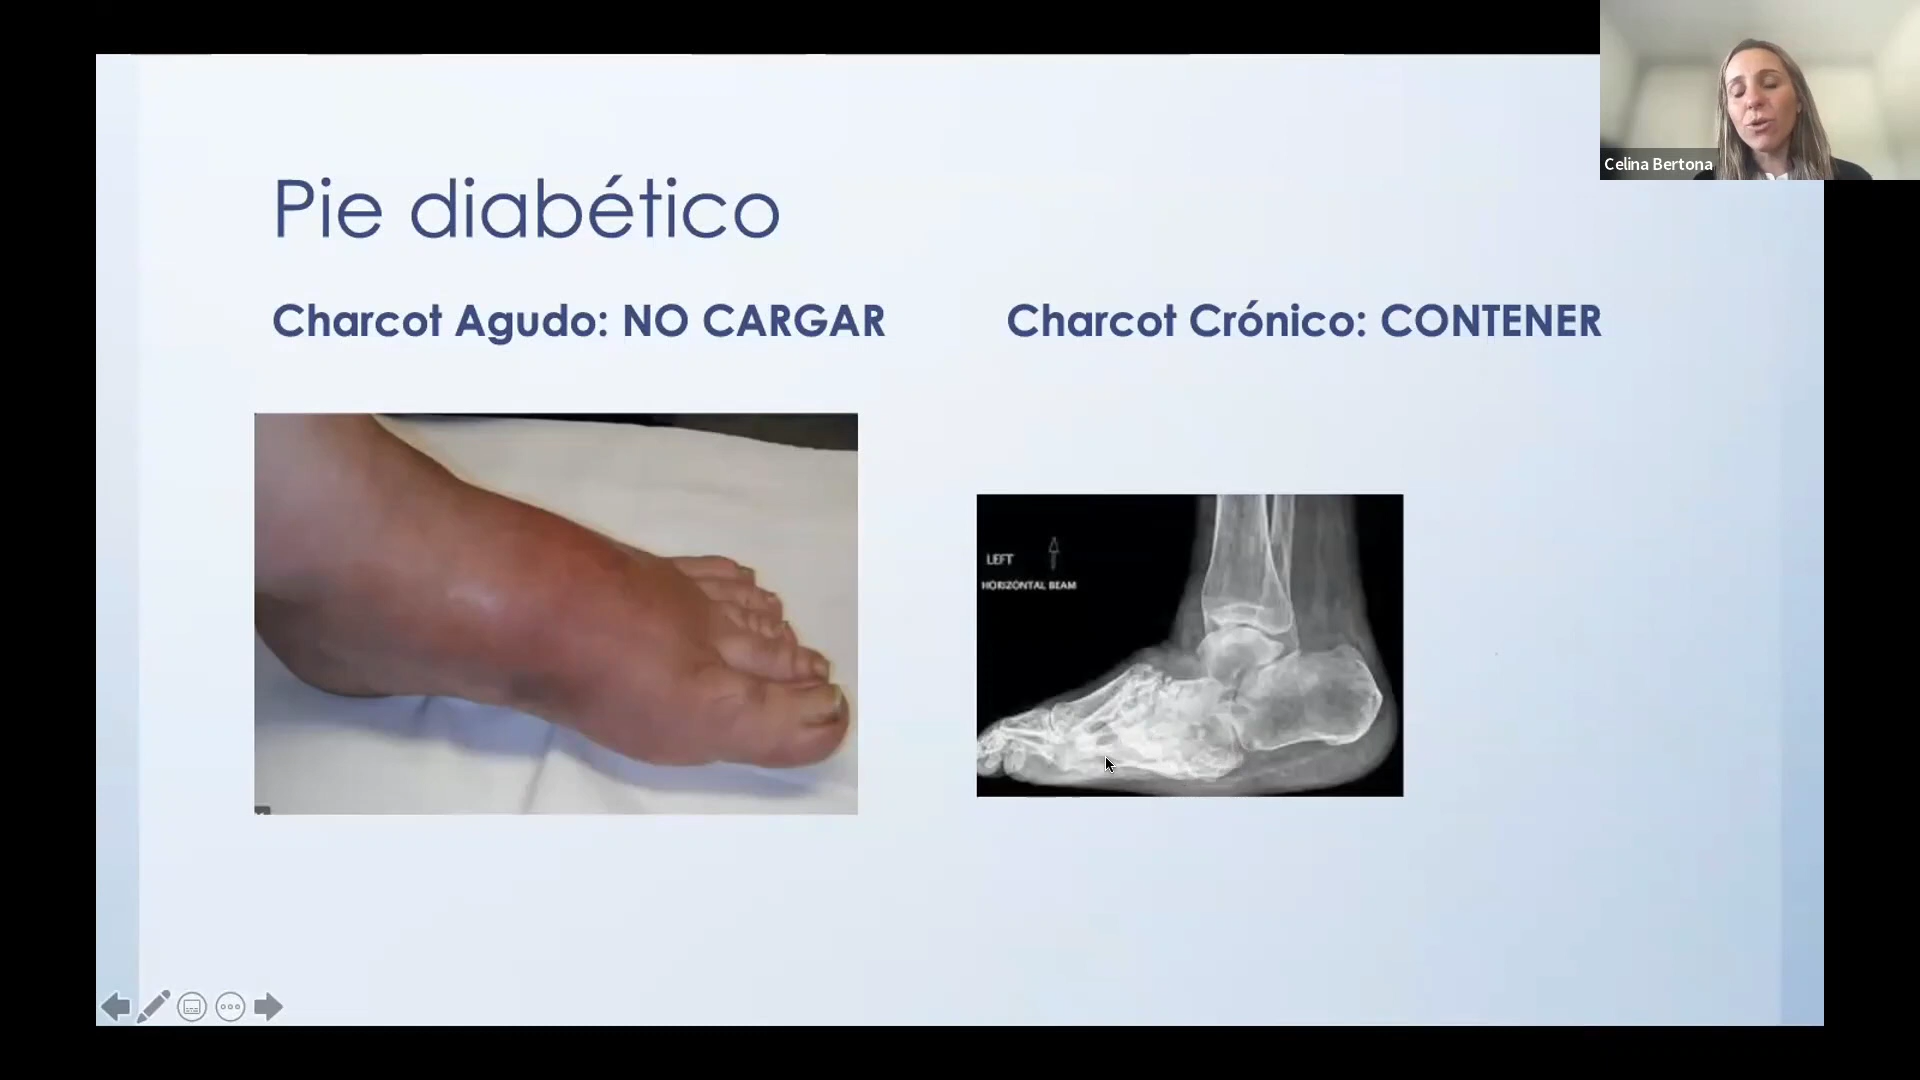 Celina Bertona
Pie diabético
Charcot Agudo: NO CARGAR
Charcot Crónico: CONTENER
LEFT
HORIZONTAL BEAM